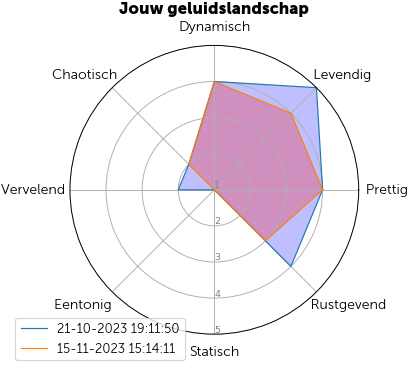 Jouw geluidslandschap
Dynamisch
Chaotisch
Levendig
Vervelend
1
Prettig
2
3
4
Eentonig
Rustgevend
5
21-10-2023 19:11:50
15-11-2023 15:14:11
Statisch